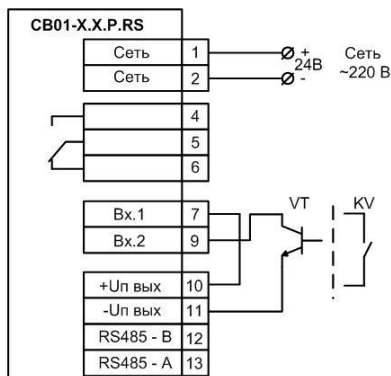 СВ01-Х.Х.Р.RS
Сеть 1
Сеть 2
+
24В
-
Сеть
~220 В
4
5
6
Вх.1 7
Вх.2 9
VT
KV
+Uп вых 10
-Uп вых 11
RS485 - В 12
RS485 - А 13